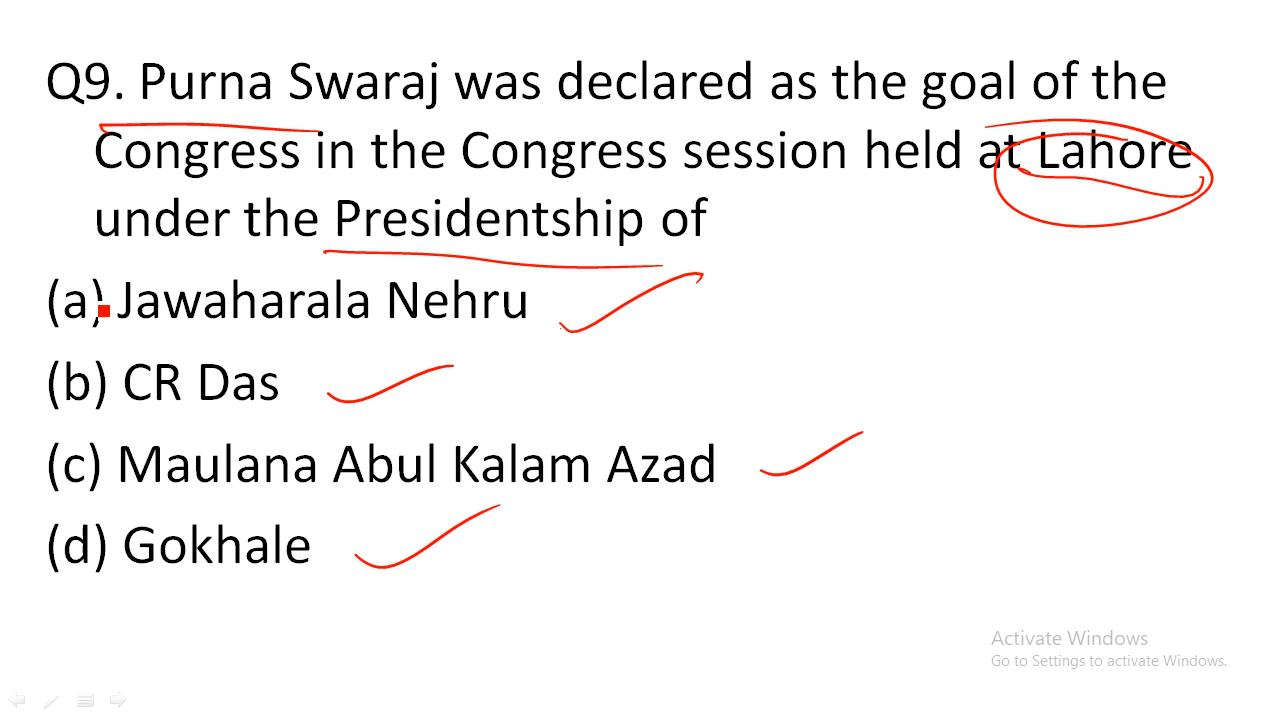 Q9. Purna Swaraj was declared as the goal of the
Congress in the Congress session held at Lahore
under the Presidentship of
(a) Jawaharala Nehru
(b) CR Das
(c) Maulana Abul Kalam Azad
(d) Gokhale
Activate Windows
Go to Settings to activate Windows.